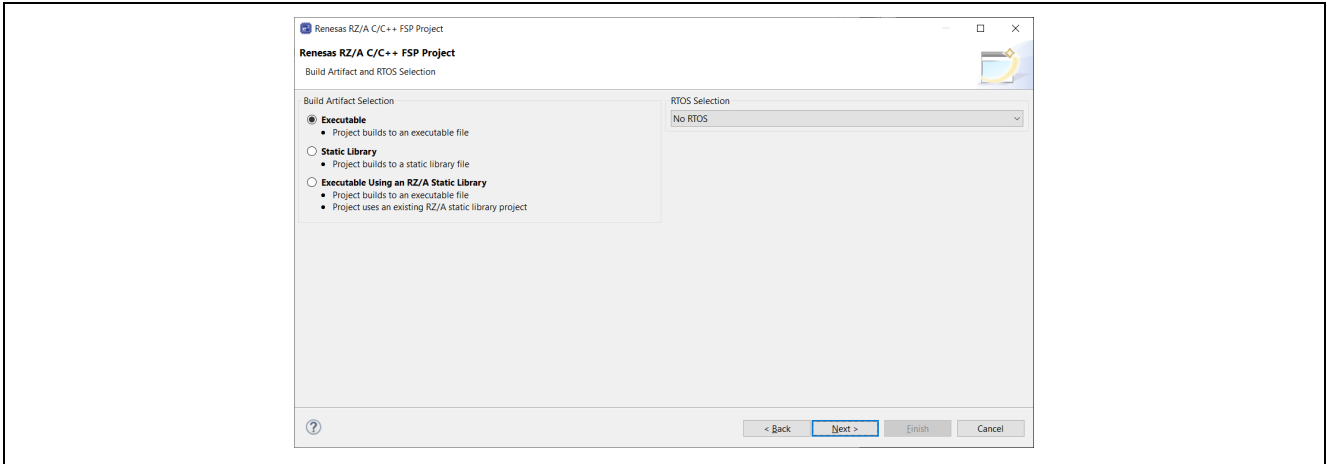 Renesas RZ/A C/C++ FSP Project
Renesas RZ/A C/C++ FSP Project
Build Artifact and RTOS Selection
Build Artifact Selection
Executable
• Project builds to an executable file
Static Library
• Project builds to a static library file
Executable Using an RZ/A Static Library
• Project builds to an executable file
• Project uses an existing RZ/A static library project
RTOS Selection
No RTOS
?
< Back
Next >
Finish
Cancel